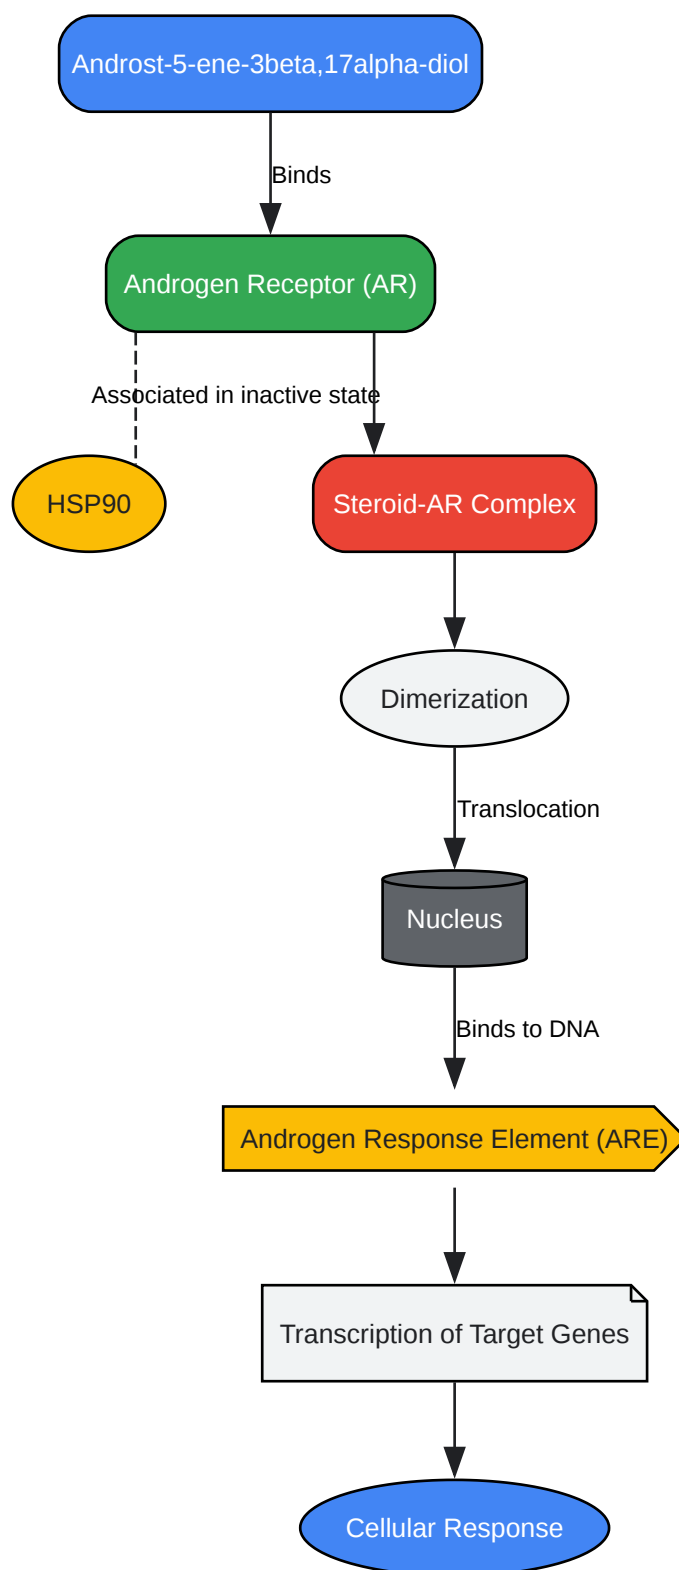 Androst-5-ene-3beta,17alpha-diol
Binds
Androgen Receptor (AR)
Associated in inactive state
HSP90
Steroid-AR Complex
Dimerization
Translocation
Nucleus
Binds to DNA
Androgen Response Element (ARE)
Transcription of Target Genes
Cellular Response